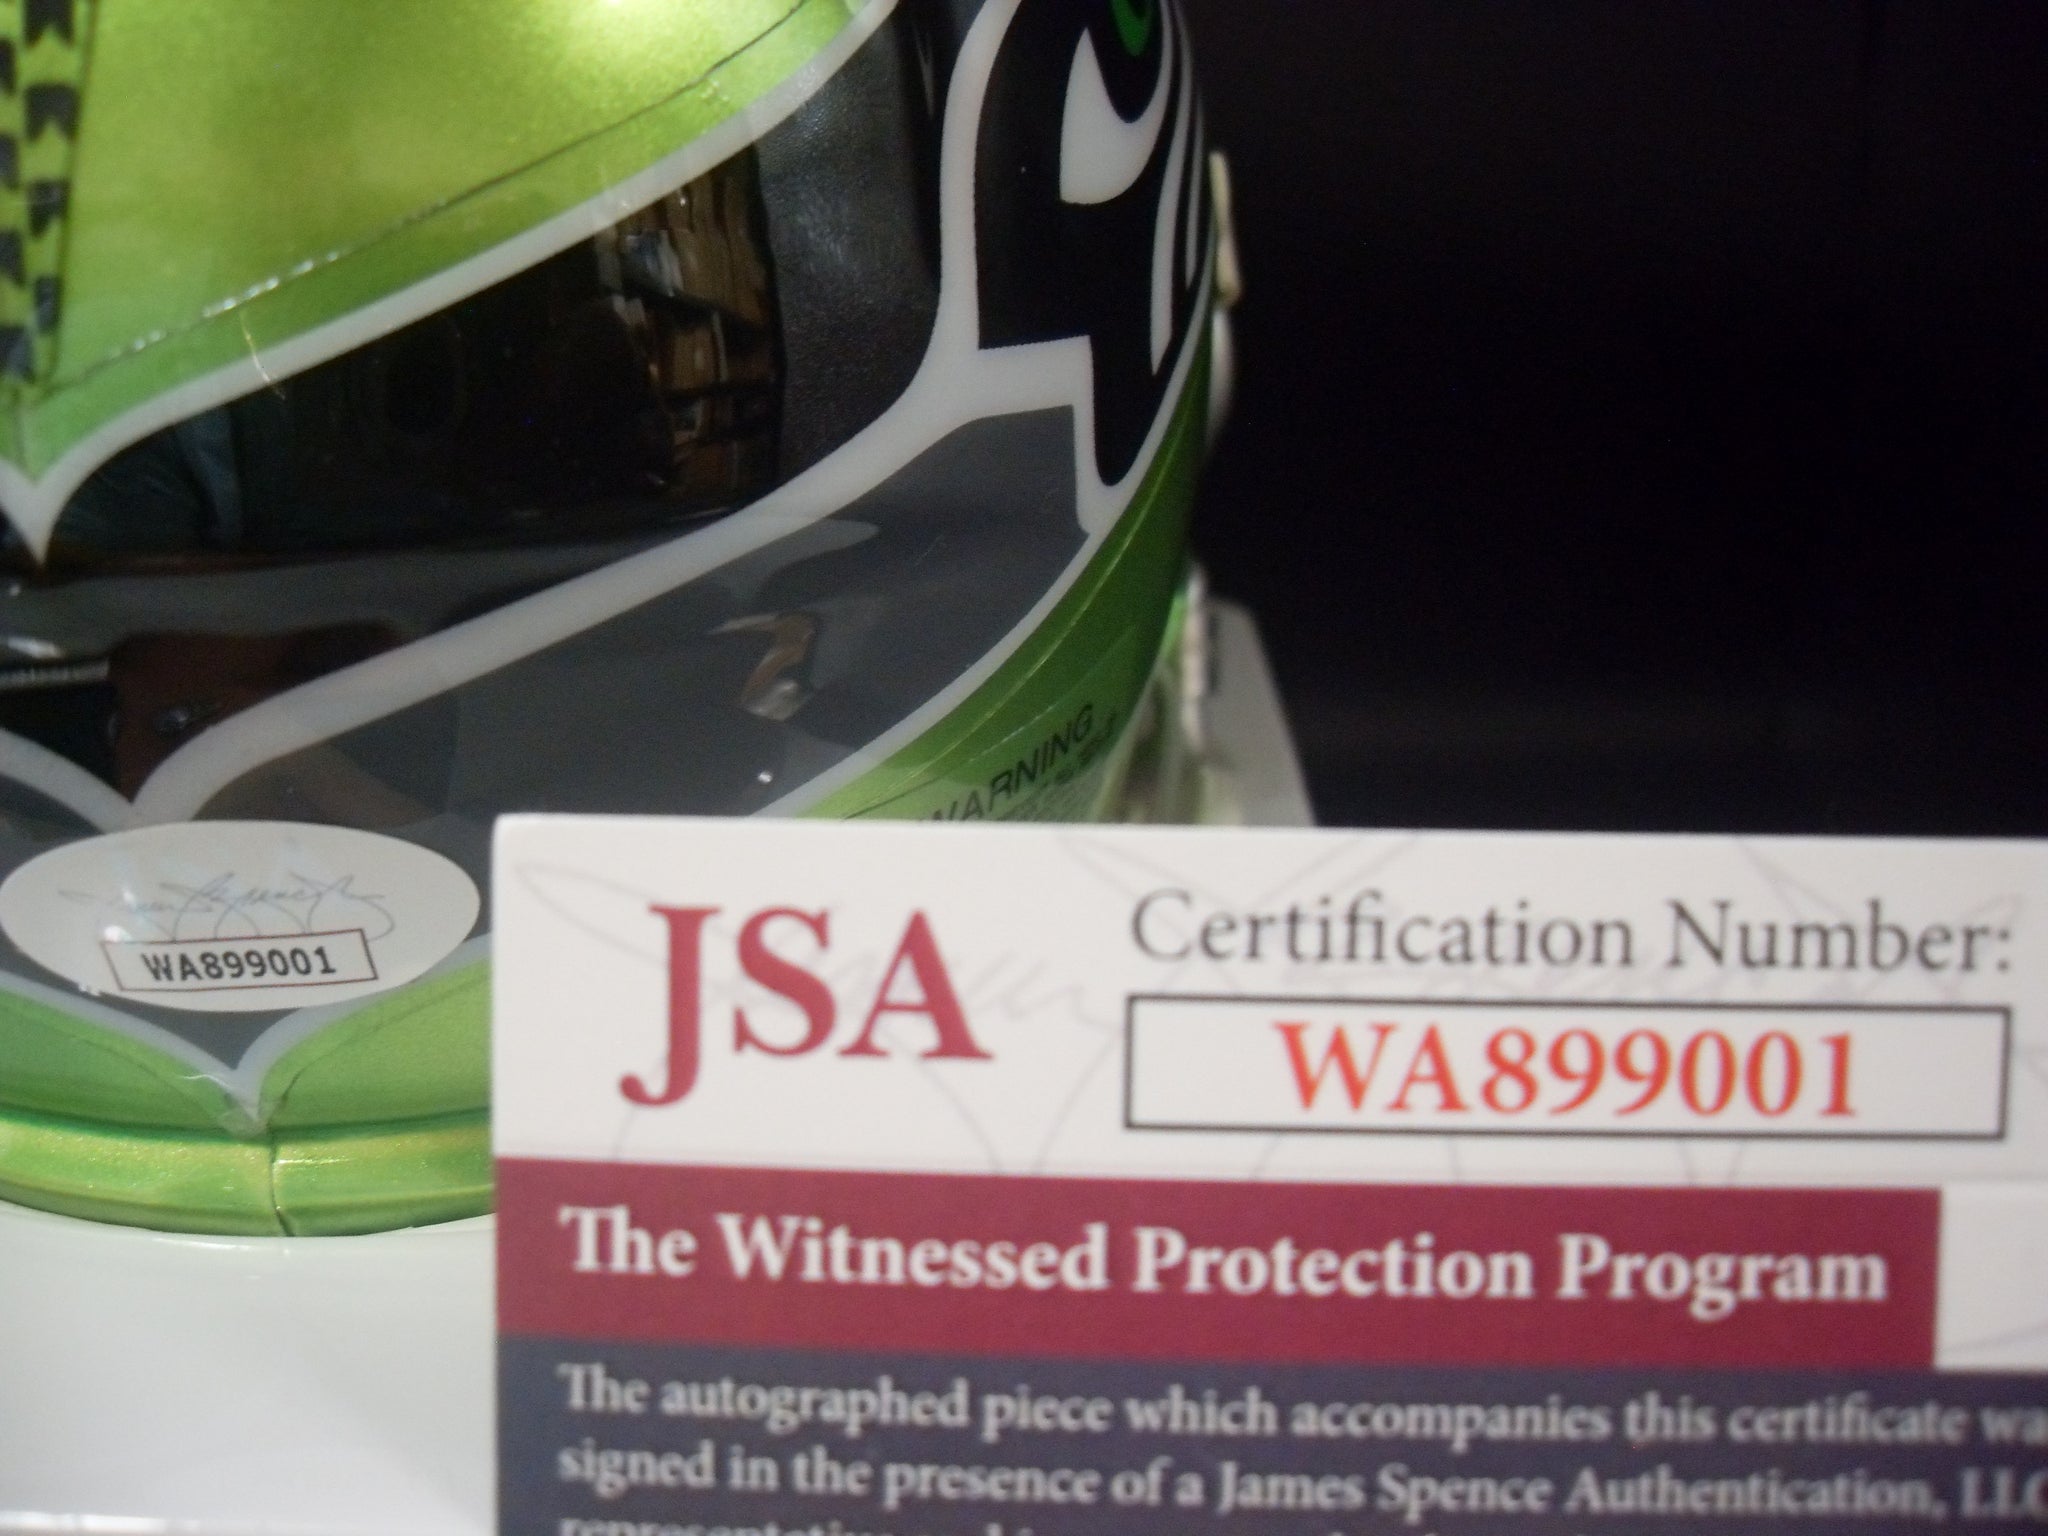 WARNING
WA899001
JSA
Certification Number:
WA899001
The Witnessed Protection Program
The autographed piece which accompanies this certificate wa
signed in the presence of a James Spence Authentication, LLC